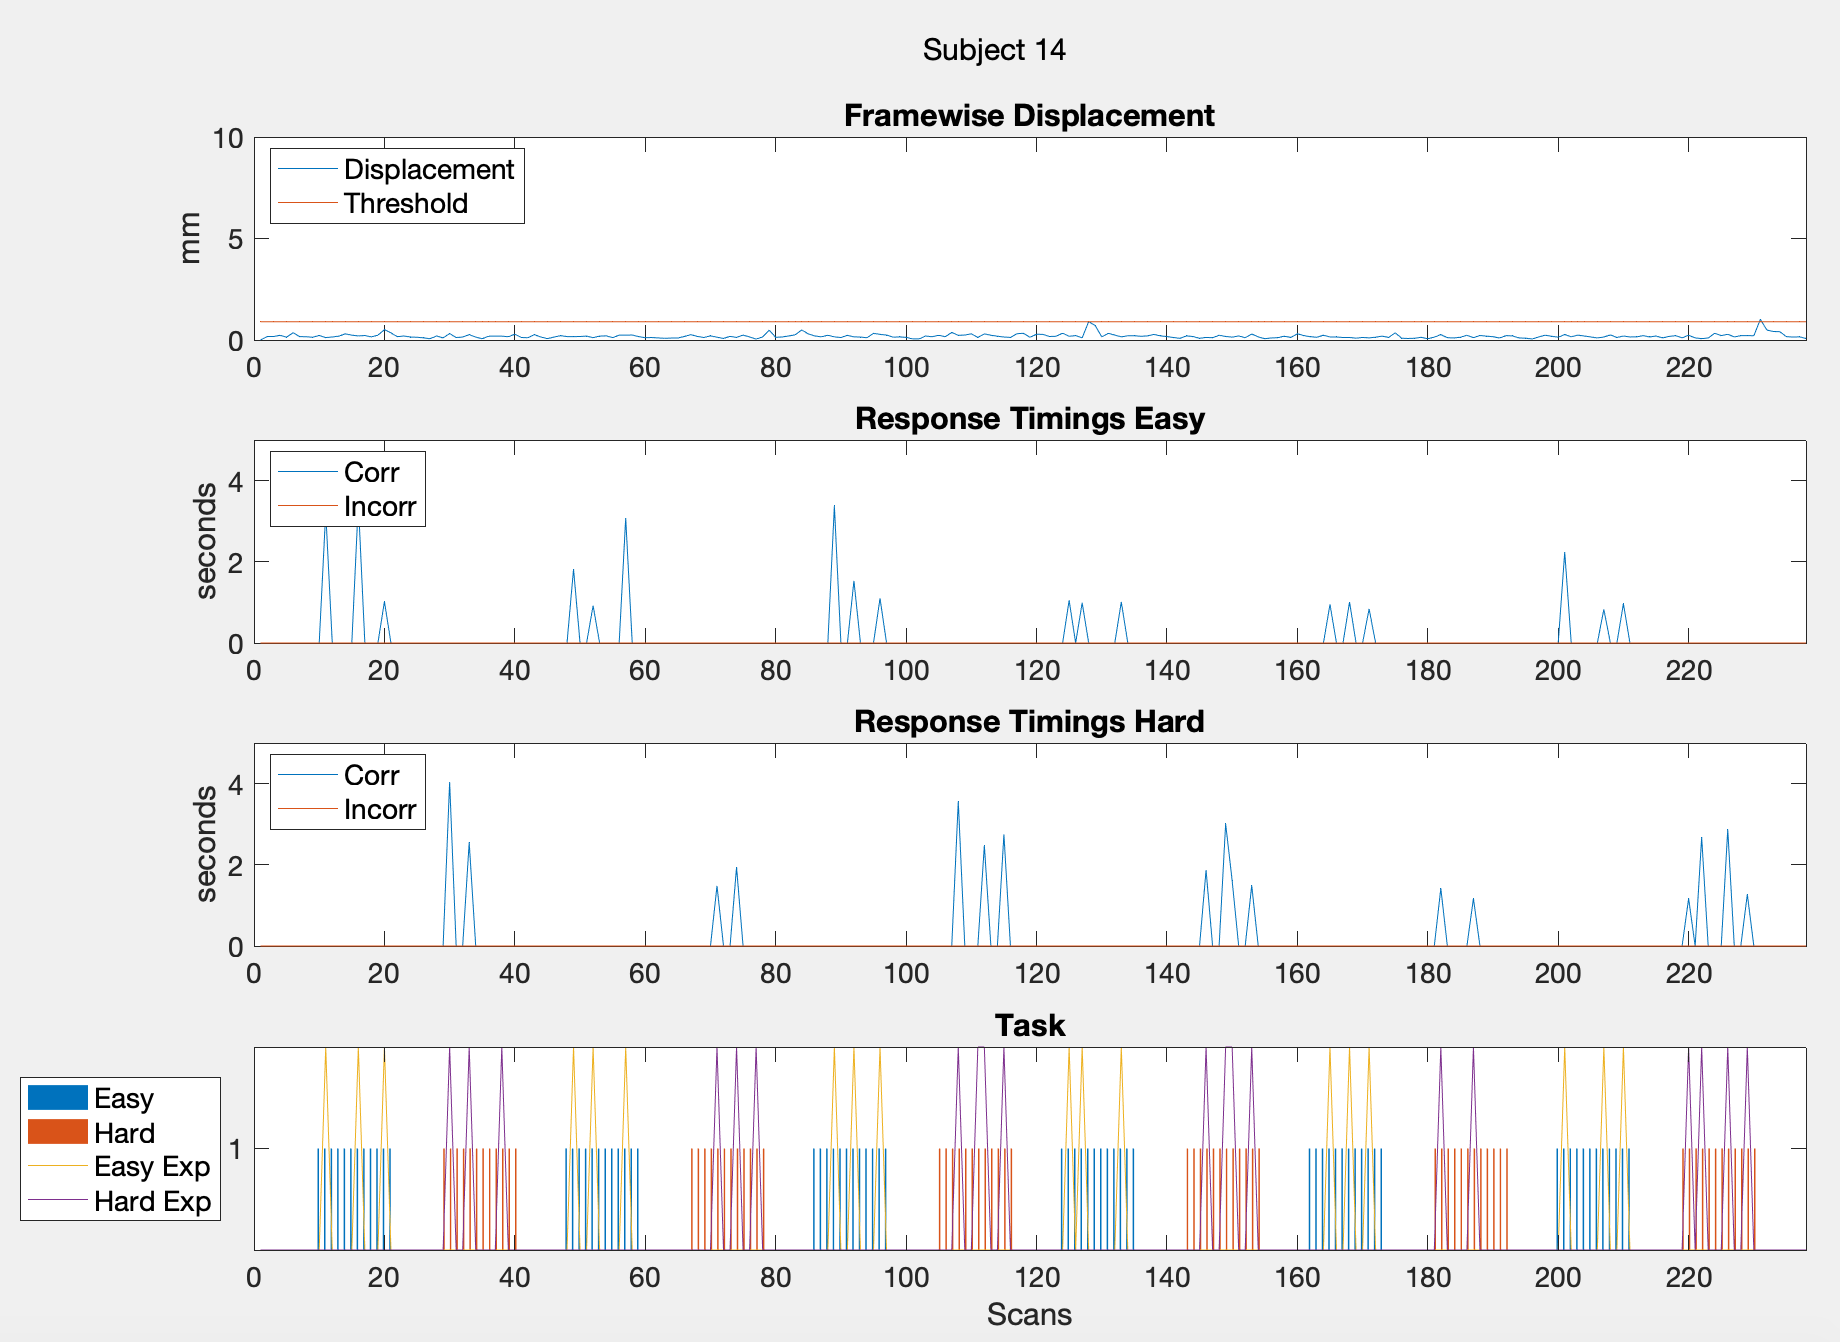 Subject 14
Framewise Displacement
10
5
0
mm
Displacement
Threshold
0 20 40 60 80 100 120 140 160 180 200 220
Response Timings Easy
4
2
0
seconds
Corr
Incorr
0 20 40 60 80 100 120 140 160 180 200 220
Response Timings Hard
4
2
0
seconds
Corr
Incorr
0 20 40 60 80 100 120 140 160 180 200 220
Task
1
Easy
Hard
Easy Exp
Hard Exp
0 20 40 60 80 100 120 140 160 180 200 220
Scans